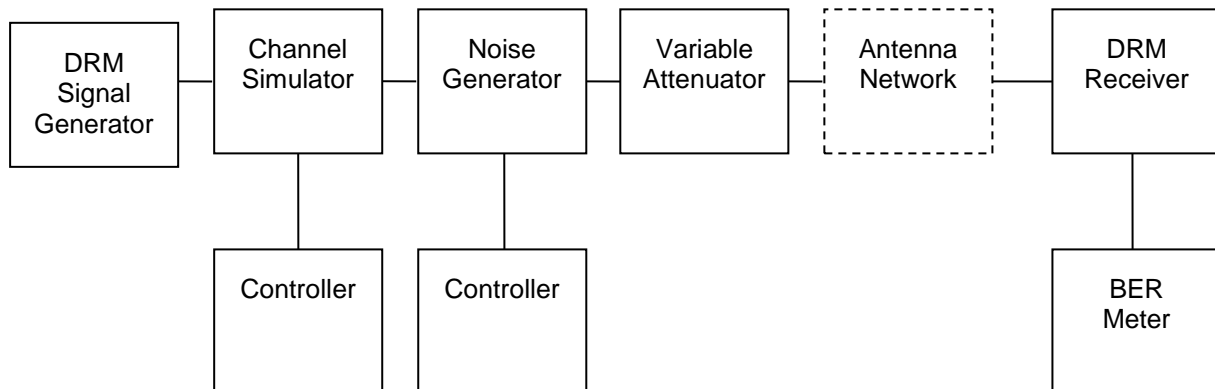 DRM
Signal
Generator
Channel
Simulator
Noise
Generator
Variable
Attenuator
Antenna
Network
DRM
Receiver
Controller
Controller
BER
Meter